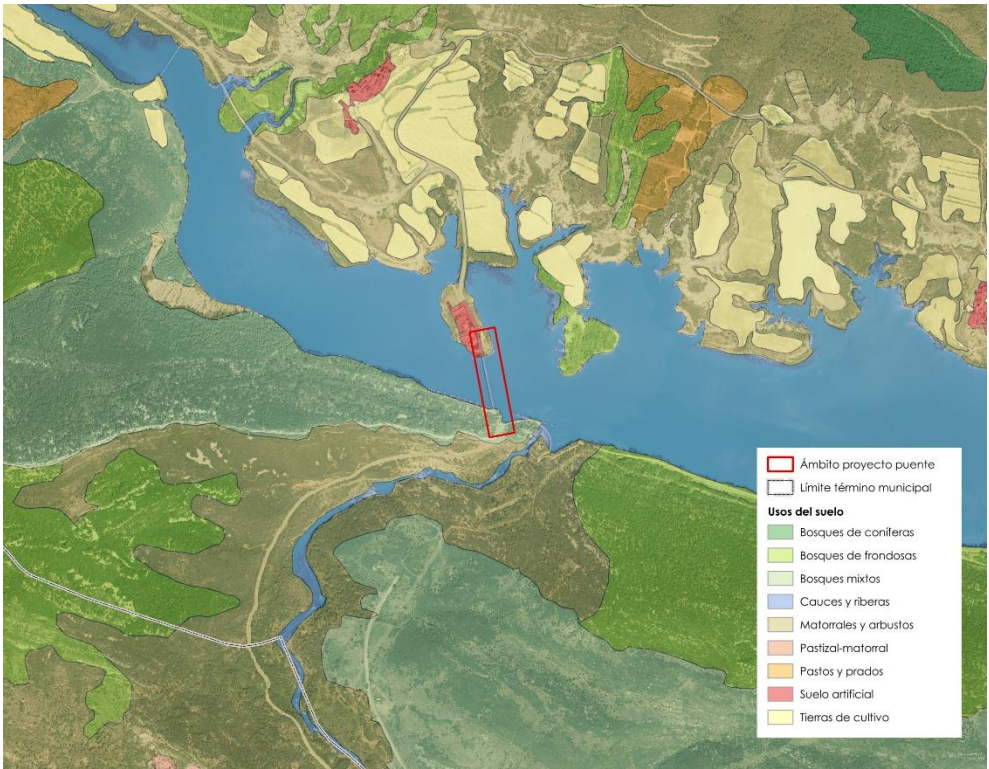 Ámbito proyecto puente
Límite término municipal
Usos del suelo
Bosques de coníferas
Bosques de frondosas
Bosques mixtos
Cauces y riberas
Matorrales y arbustos
Pastizal-matorral
Pastos y prados
Suelo artificial
Tierras de cultivo